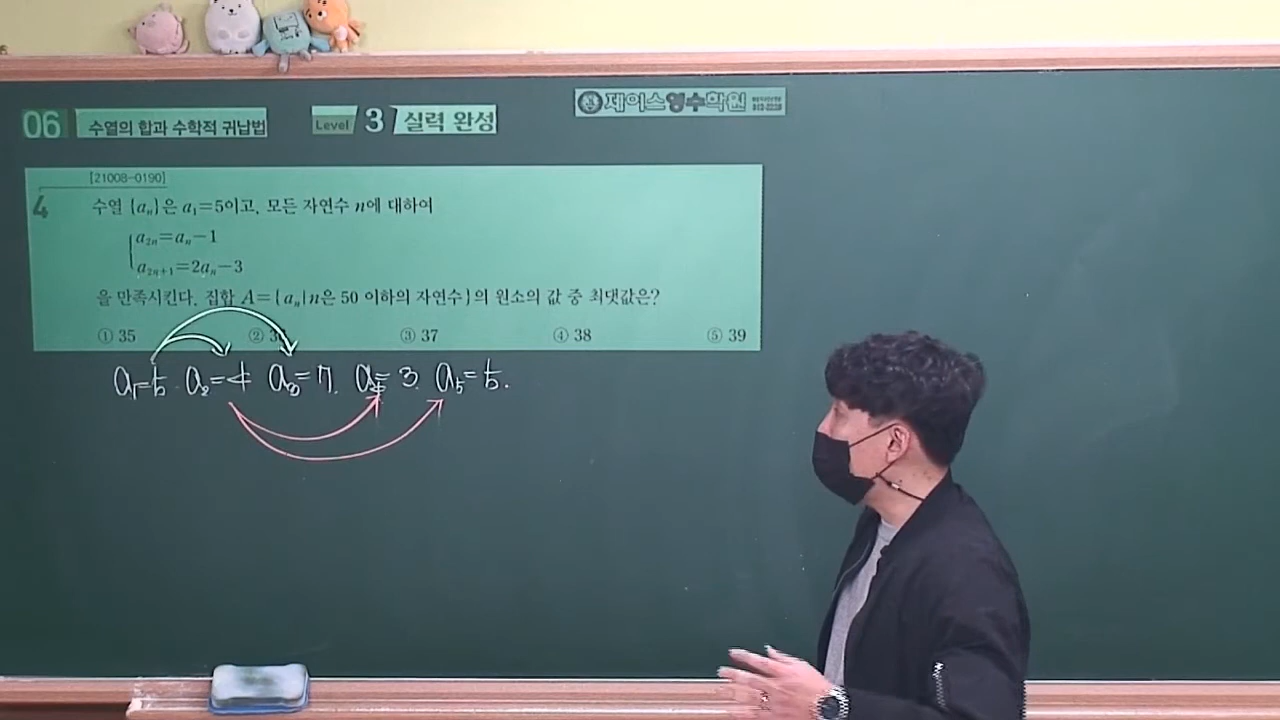 06 수열의 합과 수학적 귀납법 Level 3 실력 완성
제이스영수학원
[21008-0190]
4 수열 {aₙ}은 a₁=5이고, 모든 자연수 n에 대하여
a₂ₙ=aₙ-1
a₂ₙ₊₁=2aₙ-3
을 만족시킨다. 집합 A={aₙ|n은 50 이하의 자연수}의 원소의 값 중 최댓값은?
① 35 ② 36 ③ 37 ④ 38 ⑤ 39
a₁=5 a₂=4 a₃=7. a₄=3 a₅=5.